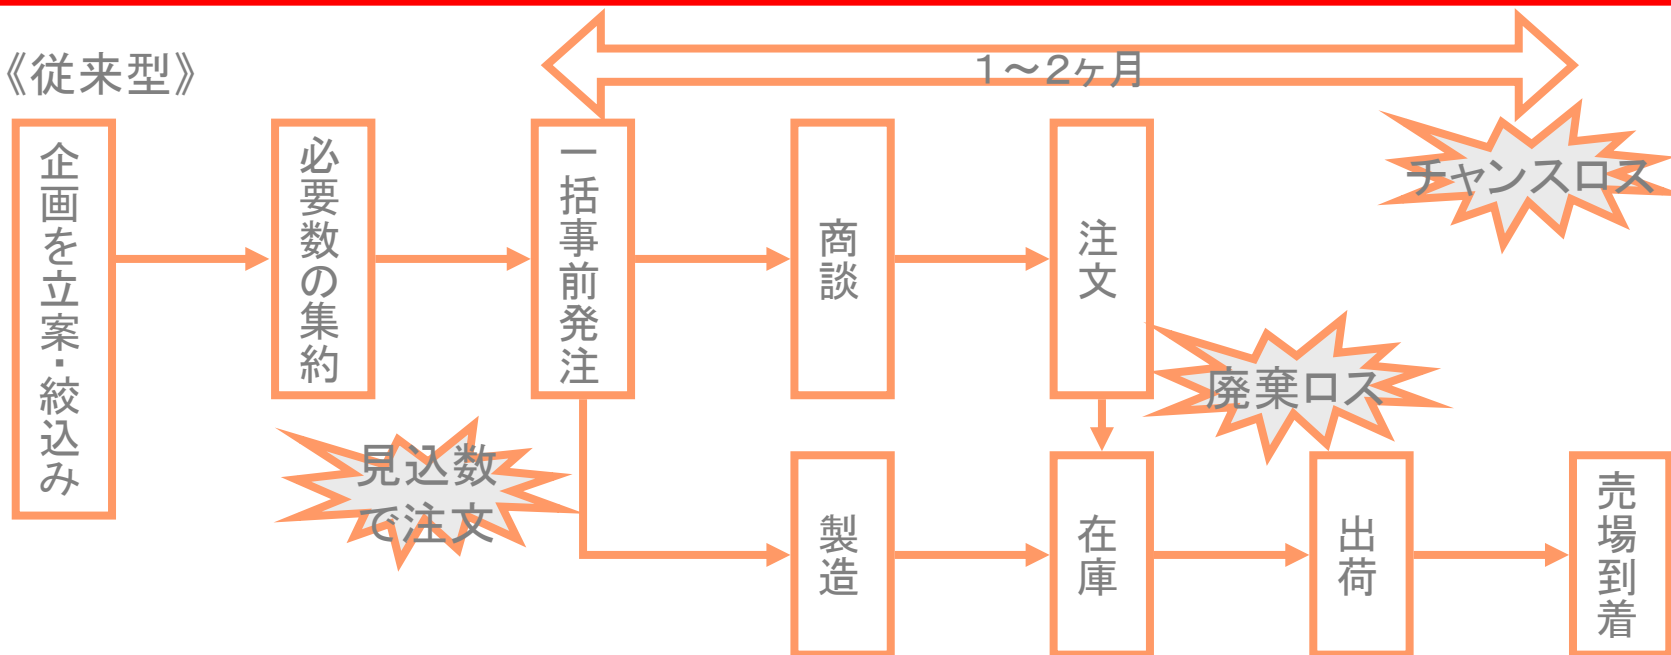 《従来型》
1～2ヶ月
企画を立案・絞込み
必要数の集約
一括事前発注
商談
注文
チャンスロス
廃棄ロス
見込数
で注文
製造
在庫
出荷
売場到着